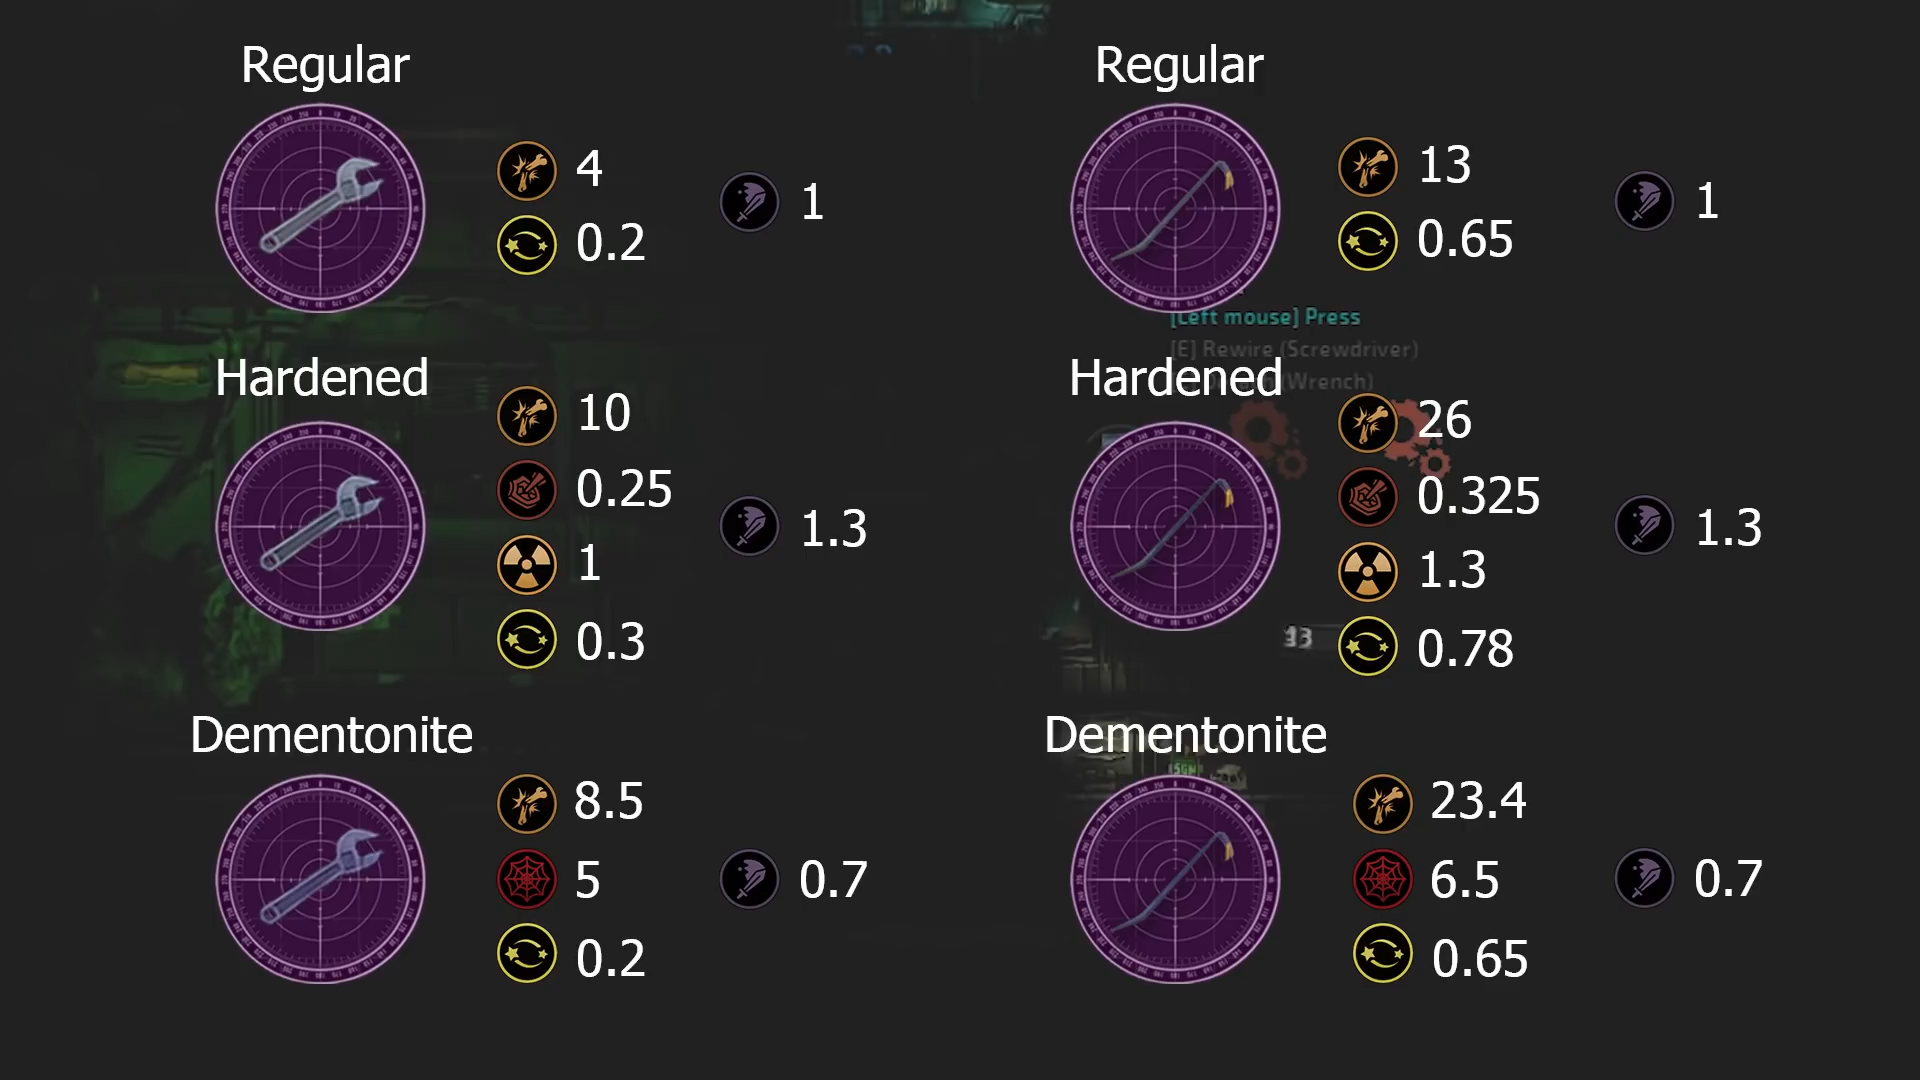 Regular
4
0.2
1
Hardened
10
0.25
1
0.3
1.3
Dementonite
8.5
5
0.2
0.7
Regular
13
0.65
1
[Left mouse] Press
[E] Rewire (Screwdriver)
(Wrench)
Hardened
26
0.325
1.3
0.78
1.3
13
Dementonite
23.4
6.5
0.65
0.7